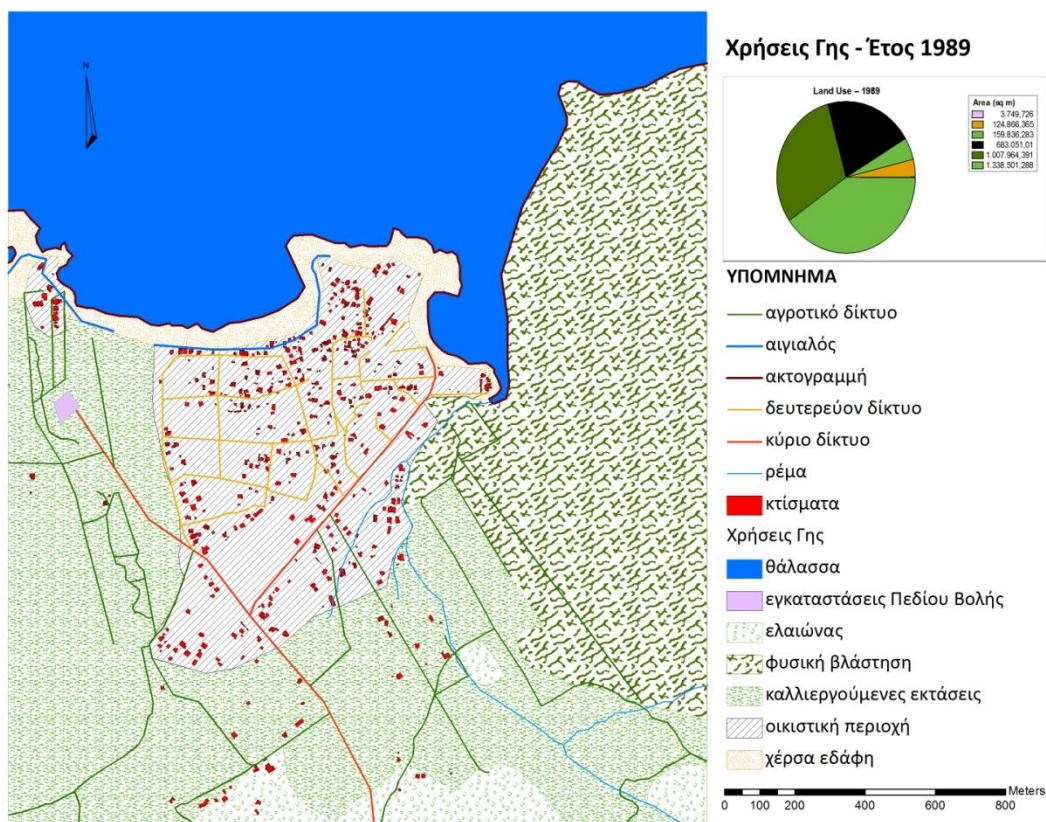 N
Χρήσεις Γης - Έτος 1989
Land Use – 1989
Area (sq m)
3.749,726
124.866,365
159.836,283
683.051,01
1.007.964,391
1.338.501,288
ΥΠΟΜΝΗΜΑ
αγροτικό δίκτυο
αιγιαλός
ακτογραμμή
δευτερεύον δίκτυο
κύριο δίκτυο
ρέμα
κτίσματα
Χρήσεις Γης
θάλασσα
εγκαταστάσεις Πεδίου Βολής
ελαιώνας
φυσική βλάστηση
καλλιεργούμενες εκτάσεις
οικιστική περιοχή
χέρσα εδάφη
Meters
0 100 200 400 600 800